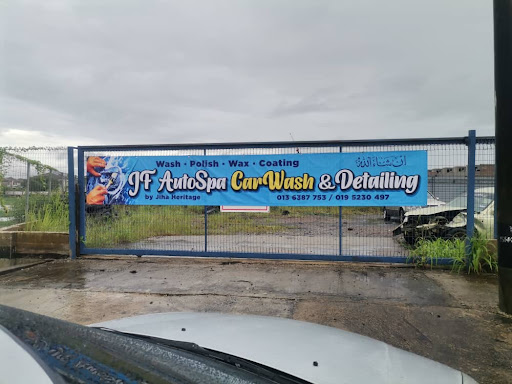 Wash • Polish • Wax • Coating
إن شاء الله
JF AutoSpa CarWash & Detailing
by Jiha Heritage
013 6387 753 / 019 5230 497